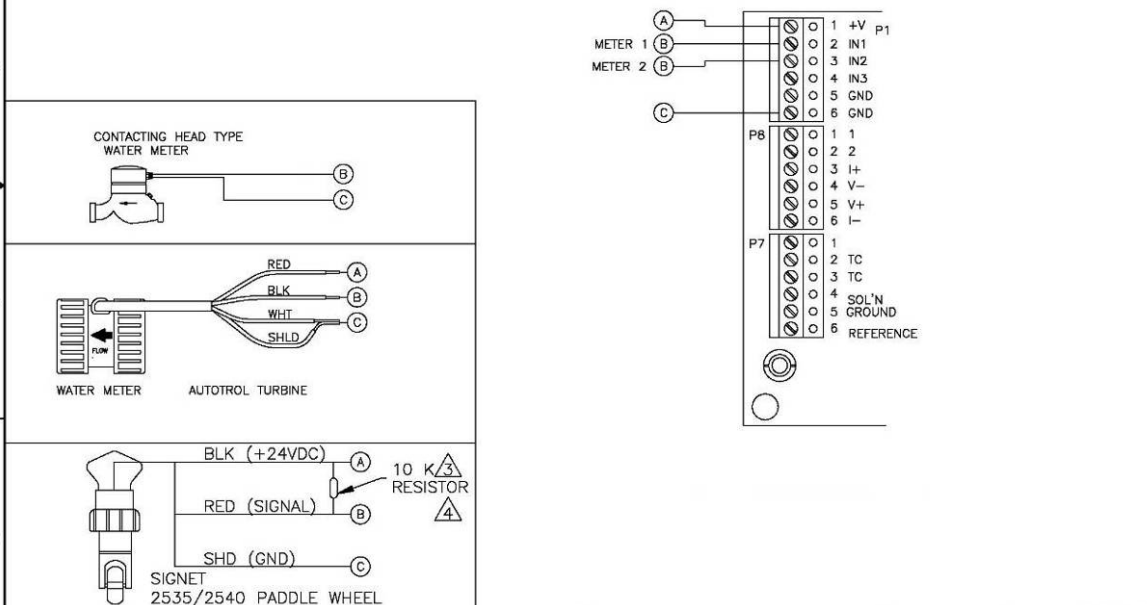 A
METER 1 B
METER 2 B
C
1 +V P1
2 IN1
3 IN2
4 IN3
5 GND
6 GND
P8 1 1
2 2
3 I+
4 V−
5 V+
6 I−
P7 1
2 TC
3 TC
4 SOL'N
5 GROUND
6 REFERENCE
CONTACTING HEAD TYPE
WATER METER
B
C
RED A
BLK B
WHT C
SHLD
FLOW
WATER METER AUTOTROL TURBINE
BLK (+24VDC) A
10 K 3
RESISTOR
4
RED (SIGNAL) B
SHD (GND) C
SIGNET
2535/2540 PADDLE WHEEL